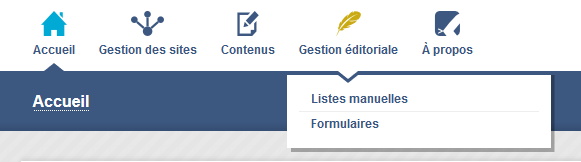 Accueil Gestion des sites Contenus Gestion éditoriale À propos
Accueil
Listes manuelles
Formulaires